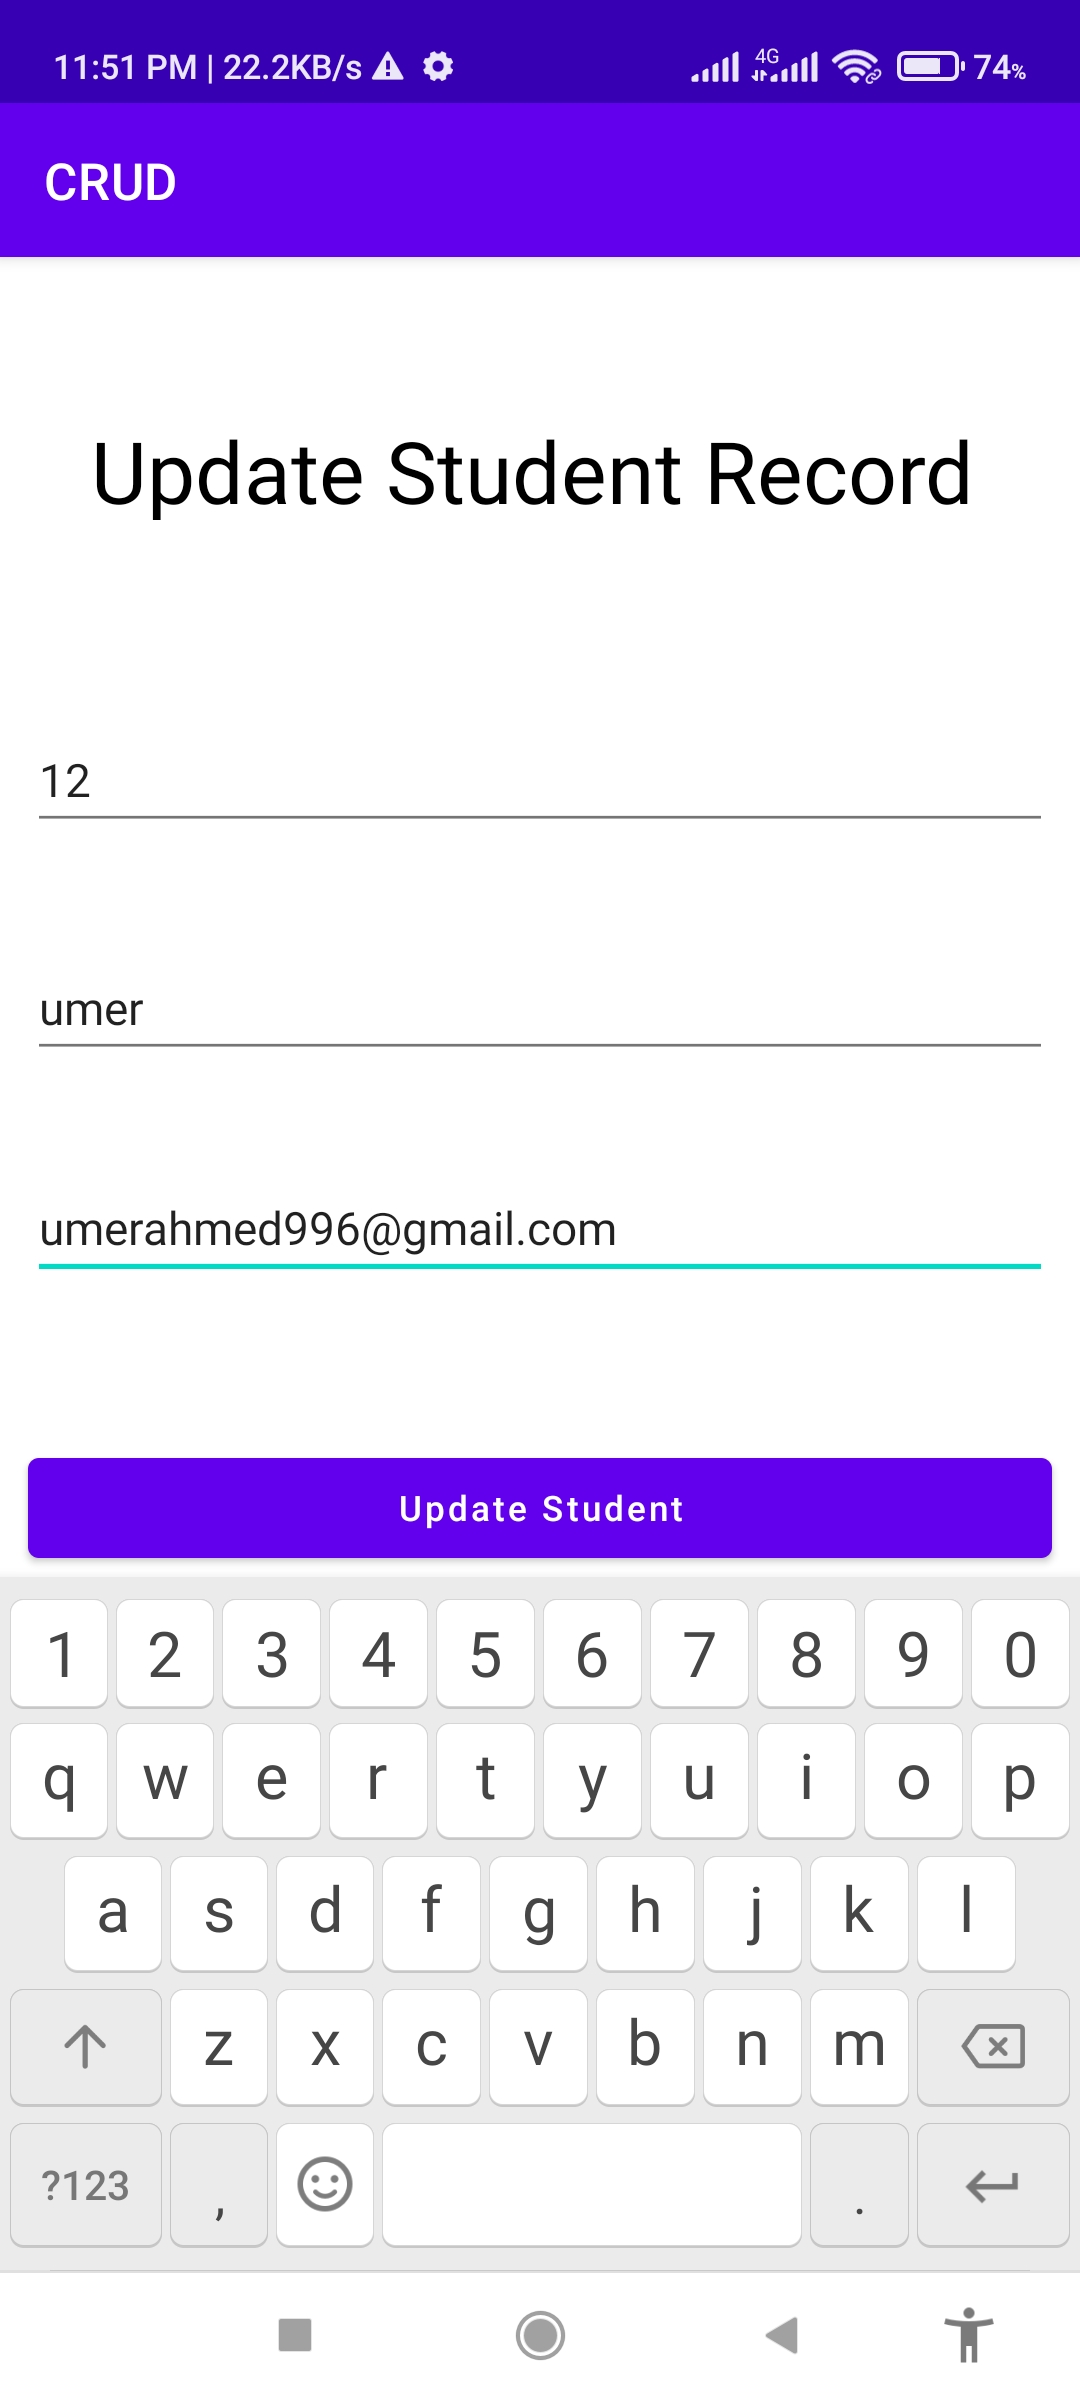 11:51 PM | 22.2KB/s 4G 74%
CRUD
Update Student Record
12
umer
umerahmed996@gmail.com
Update Student
1 2 3 4 5 6 7 8 9 0
q w e r t y u i o p
a s d f g h j k l
z x c v b n m
?123 , .